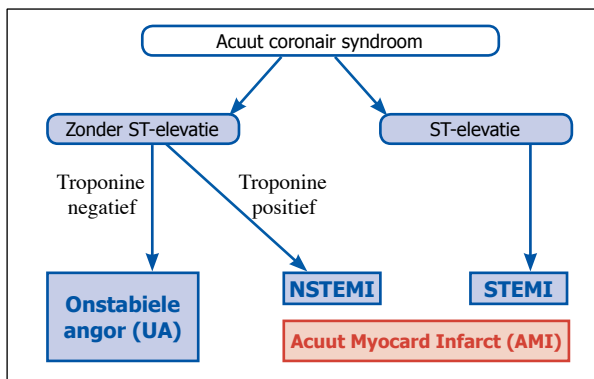 Acuut coronair syndroom
Zonder ST-elevatie
ST-elevatie
Troponine
negatief
Troponine
positief
Onstabiele
angor (UA)
NSTEMI
STEMI
Acuut Myocard Infarct (AMI)